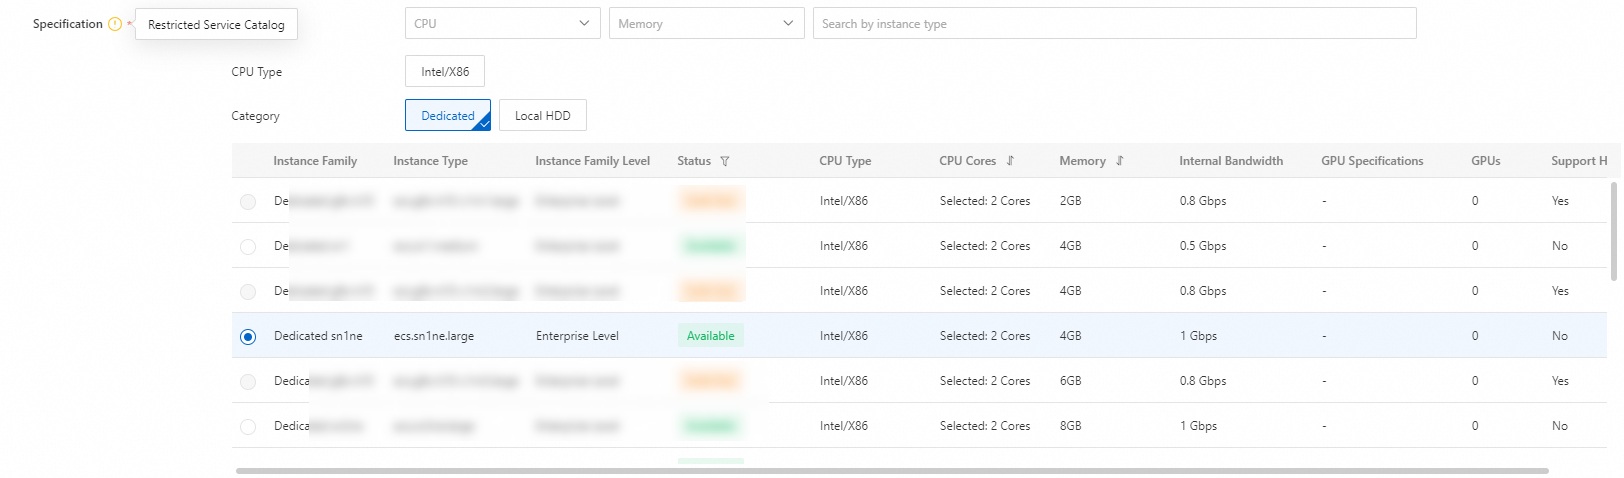 Specification * Restricted Service Catalog CPU Memory Search by instance type
CPU Type Intel/X86
Category Dedicated Local HDD
Instance Family Instance Type Instance Family Level Status CPU Type CPU Cores Memory Internal Bandwidth GPU Specifications GPUs Support H
De Intel/X86 Selected: 2 Cores 2GB 0.8 Gbps - 0 Yes
De Intel/X86 Selected: 2 Cores 4GB 0.5 Gbps - 0 No
De Intel/X86 Selected: 2 Cores 4GB 0.8 Gbps - 0 Yes
Dedicated sn1ne ecs.sn1ne.large Enterprise Level Available Intel/X86 Selected: 2 Cores 4GB 1 Gbps - 0 No
Dedica Intel/X86 Selected: 2 Cores 6GB 0.8 Gbps - 0 Yes
Dedica Intel/X86 Selected: 2 Cores 8GB 1 Gbps - 0 No